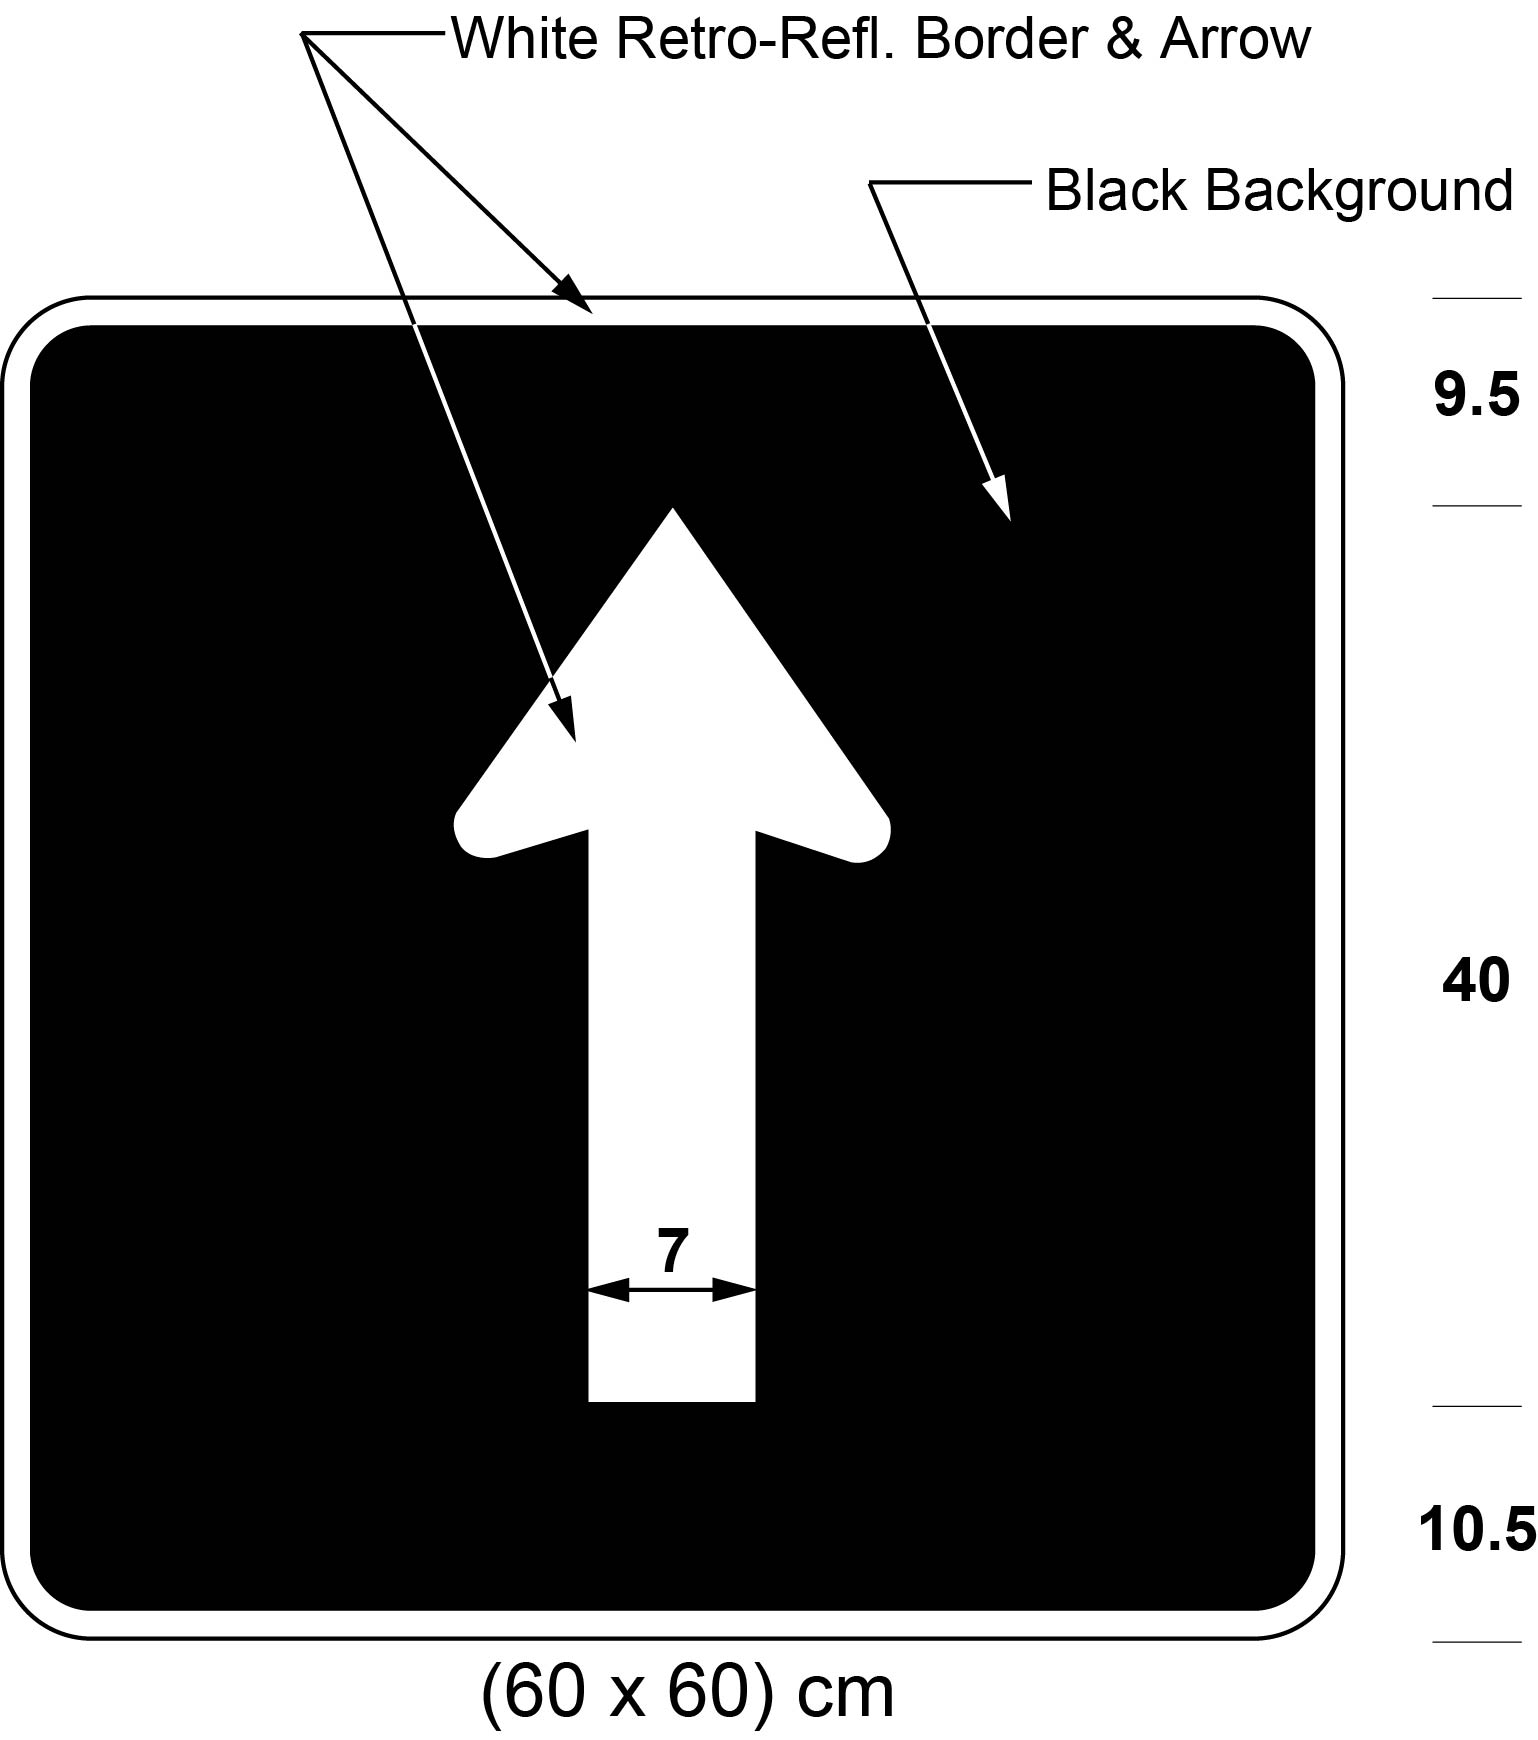 White Retro-Refl. Border & Arrow
Black Background
9.5
40
7
10.5
(60 x 60) cm